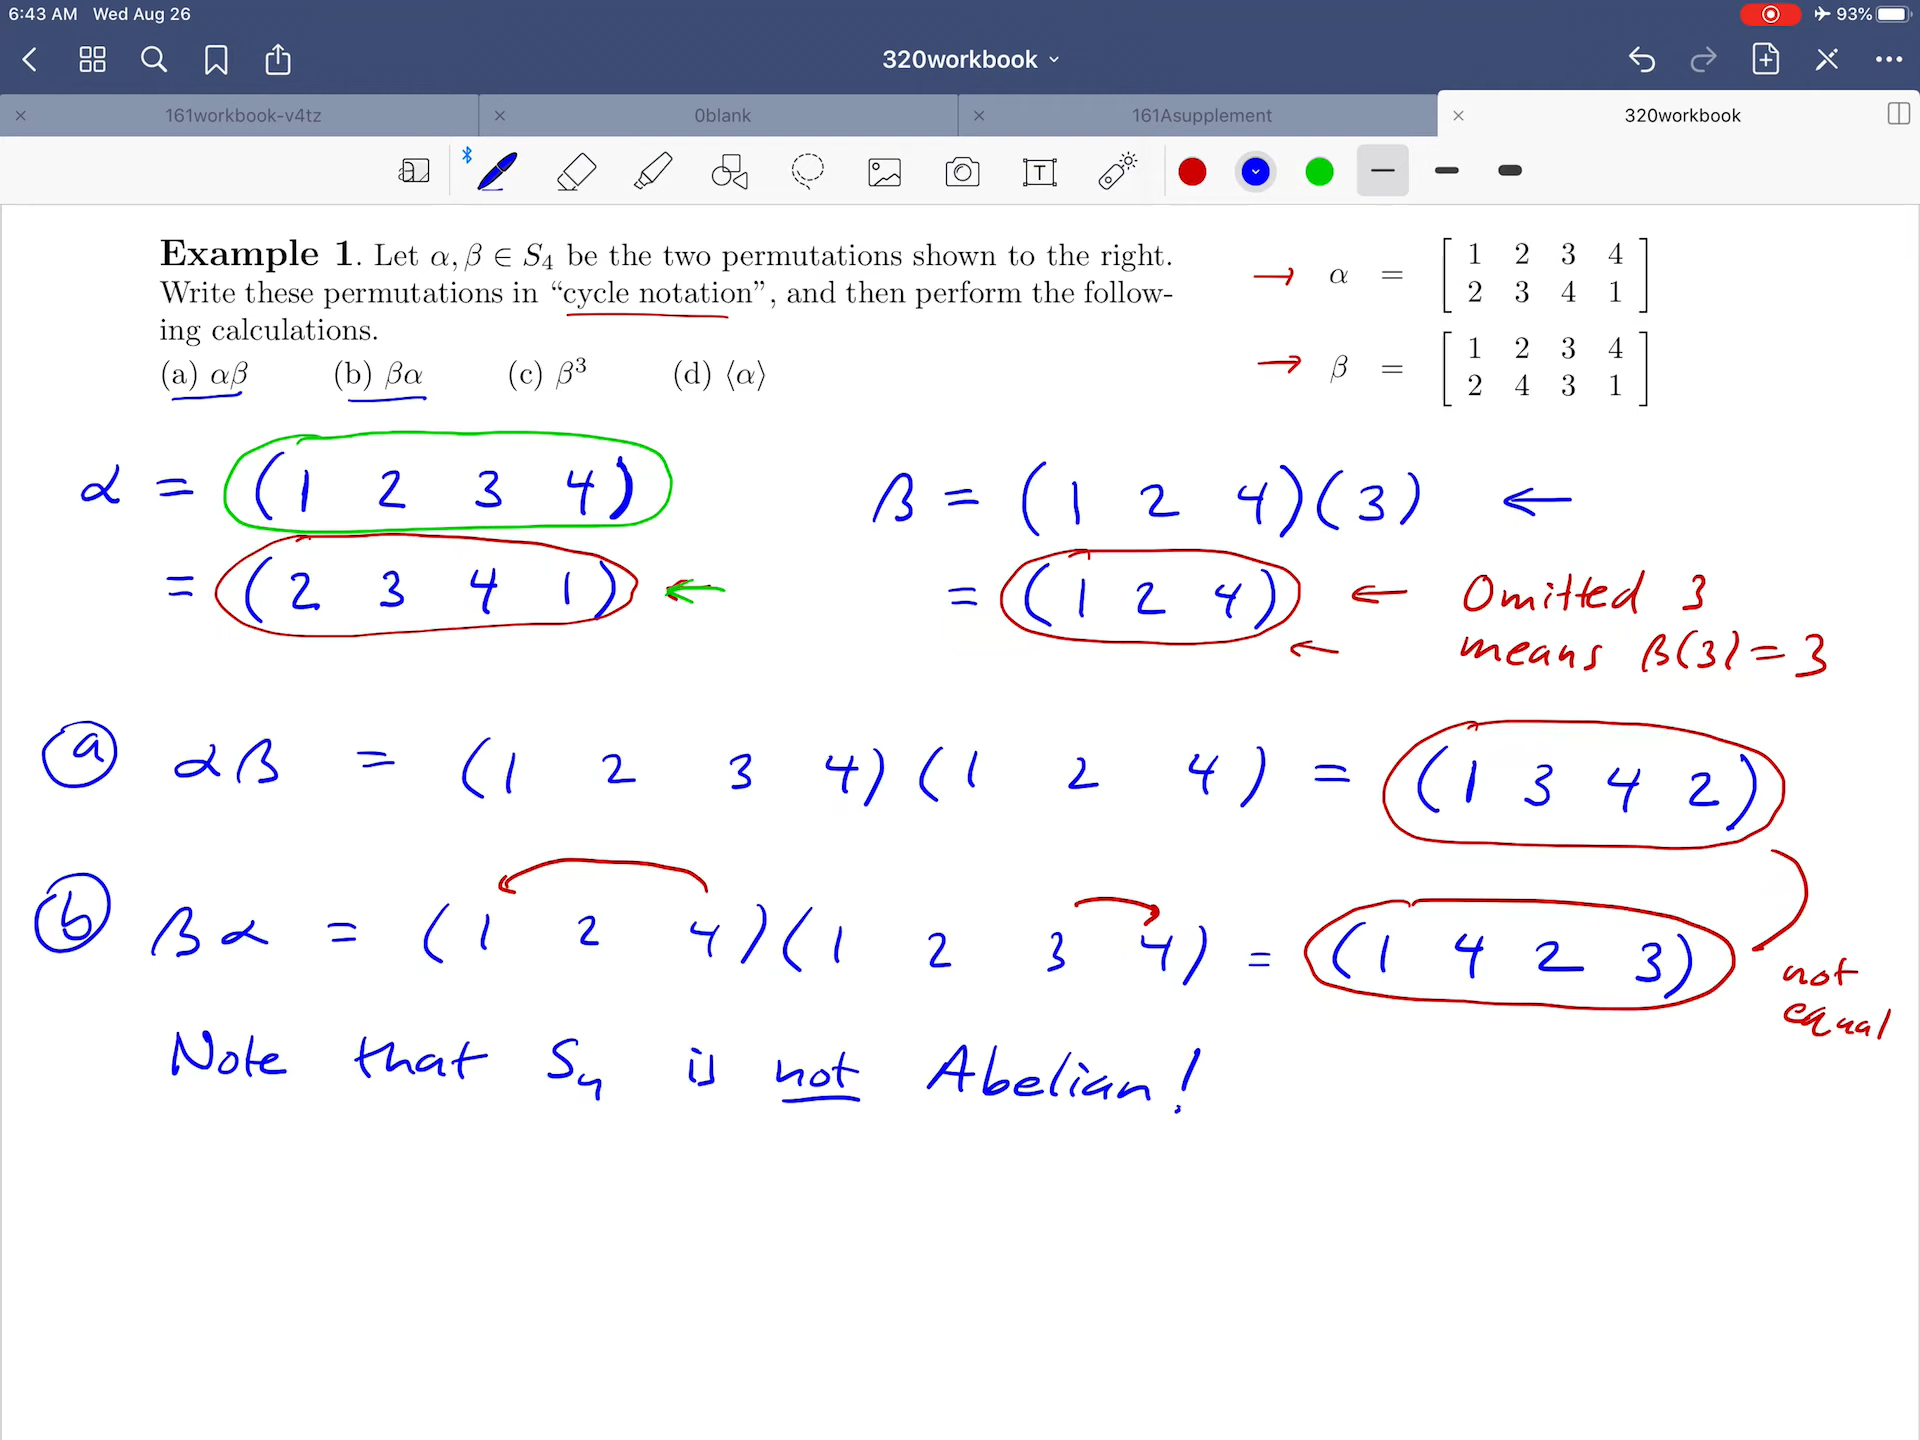 6:43 AM Wed Aug 26 93%
320workbook
161workbook-v4tz 0blank 161Asupplement 320workbook
Example 1. Let α, β ∈ S₄ be the two permutations shown to the right.
Write these permutations in “cycle notation”, and then perform the follow-
ing calculations.
(a) αβ (b) βα (c) β³ (d) ⟨α⟩
→ α = [ 1 2 3 4
2 3 4 1 ]
→ β = [ 1 2 3 4
2 4 3 1 ]
α = (1 2 3 4)
= (2 3 4 1) ←
β = (1 2 4)(3) ←
= (1 2 4) ← Omitted 3
← means β(3) = 3
a αβ = (1 2 3 4)(1 2 4) = (1 3 4 2)
b βα = (1 2 4)(1 2 3 4) = (1 4 2 3)
not
equal
Note that S₄ is not Abelian!